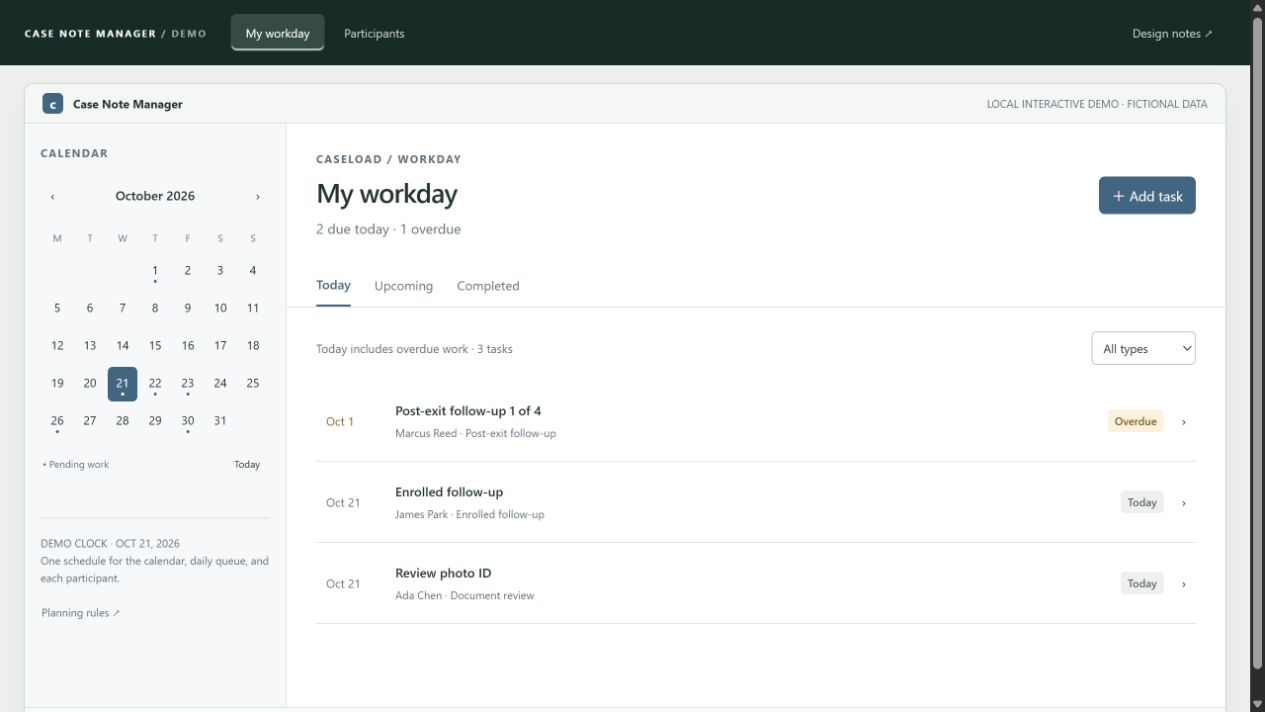 CASE NOTE MANAGER / DEMO
My workday
Participants
Design notes ↗
c
Case Note Manager
LOCAL INTERACTIVE DEMO · FICTIONAL DATA
CALENDAR
‹ October 2026 ›
M T W T F S S
1 2 3 4
5 6 7 8 9 10 11
12 13 14 15 16 17 18
19 20 21 22 23 24 25
26 27 28 29 30 31
• Pending work
Today
DEMO CLOCK · OCT 21, 2026
One schedule for the calendar, daily queue, and
each participant.
Planning rules ↗
CASELOAD / WORKDAY
My workday
2 due today · 1 overdue
+ Add task
Today
Upcoming
Completed
Today includes overdue work · 3 tasks
All types
Oct 1
Post-exit follow-up 1 of 4
Marcus Reed · Post-exit follow-up
Overdue ›
Oct 21
Enrolled follow-up
James Park · Enrolled follow-up
Today ›
Oct 21
Review photo ID
Ada Chen · Document review
Today ›